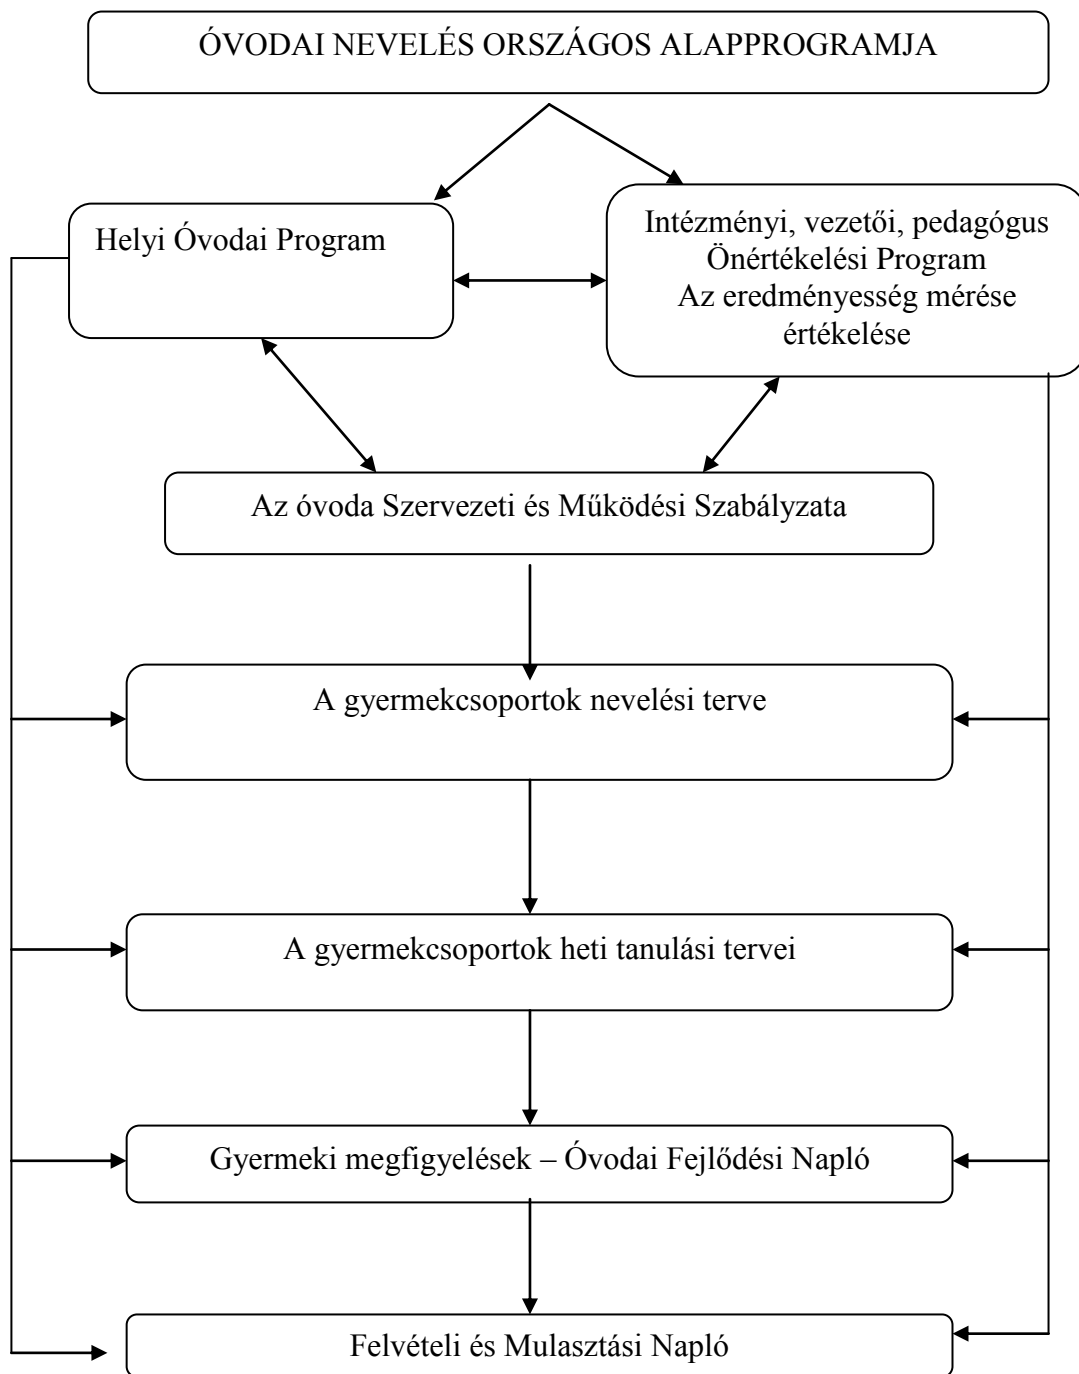 ÓVODAI NEVELÉS ORSZÁGOS ALAPPROGRAMJA
Helyi Óvodai Program
Intézményi, vezetői, pedagógus
Önértékelési Program
Az eredményesség mérése
értékelése
Az óvoda Szervezeti és Működési Szabályzata
A gyermekcsoportok nevelési terve
A gyermekcsoportok heti tanulási tervei
Gyermeki megfigyelések – Óvodai Fejlődési Napló
Felvételi és Mulasztási Napló